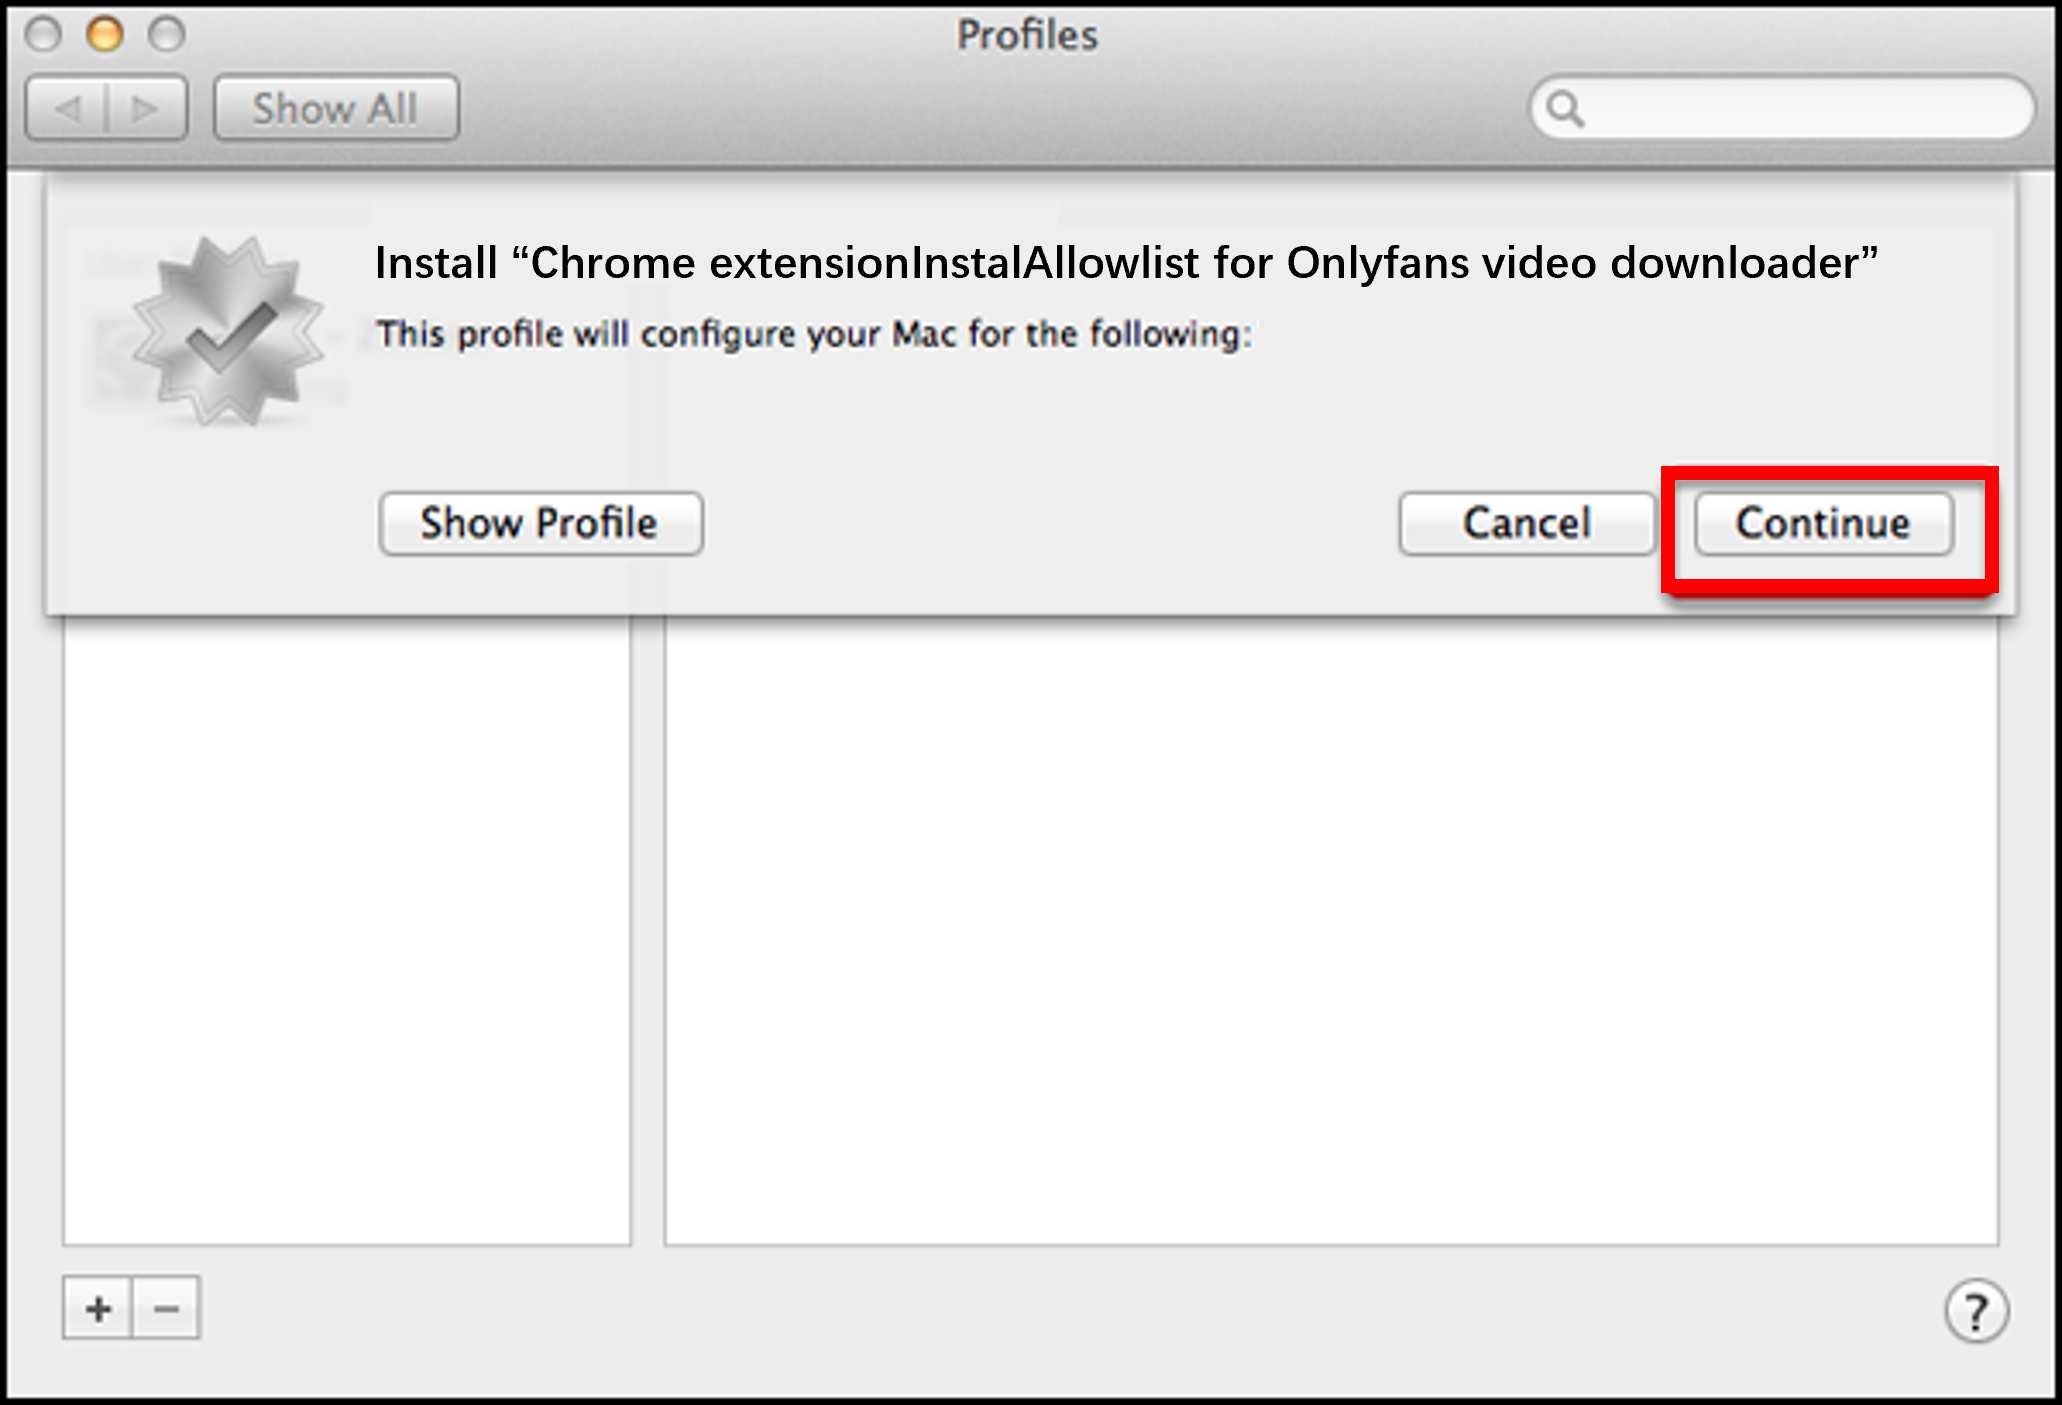 Profiles
Show All
Install “Chrome extensionInstalAllowlist for Onlyfans video downloader”
This profile will configure your Mac for the following:
Show Profile
Cancel
Continue
+ −
?